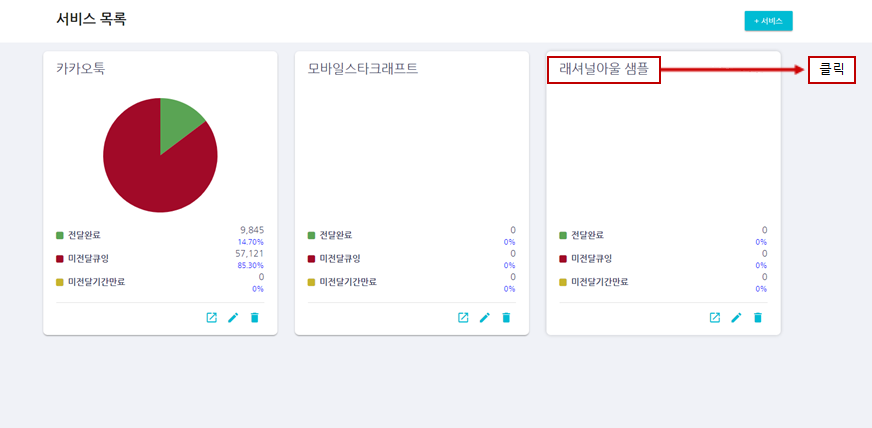 서비스 목록
+ 서비스
카카오톡
전달완료 9,845
14.70%
미전달큐잉 57,121
85.30%
미전달기간만료 0
0%
모바일스타크래프트
전달완료 0
0%
미전달큐잉 0
0%
미전달기간만료 0
0%
래셔널아울 샘플
클릭
전달완료 0
0%
미전달큐잉 0
0%
미전달기간만료 0
0%